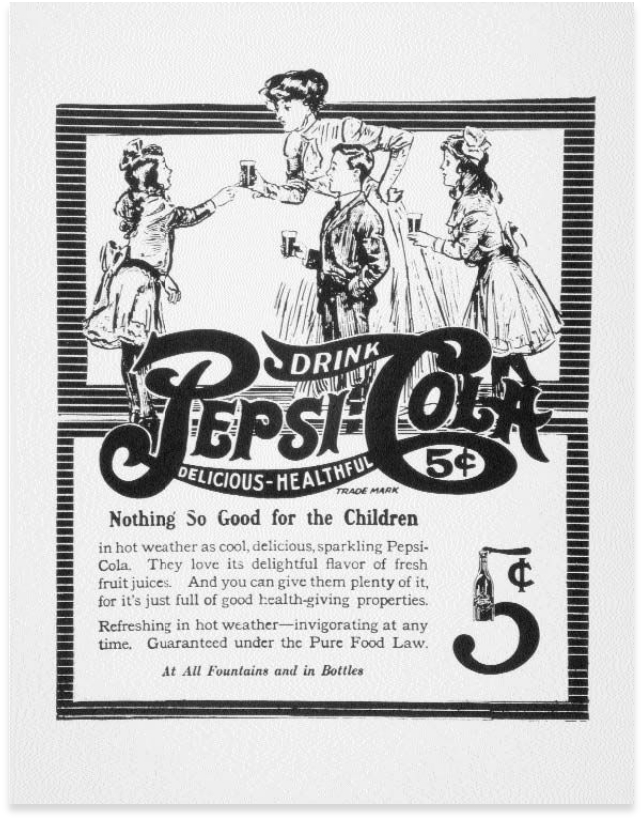 DRINK
PEPSI-COLA
5¢
DELICIOUS-HEALTHFUL
TRADE MARK
Nothing So Good for the Children
in hot weather as cool, delicious, sparkling Pepsi-
Cola. They love its delightful flavor of fresh
fruit juices. And you can give them plenty of it,
for it's just full of good health-giving properties.
Refreshing in hot weather—invigorating at any
time. Guaranteed under the Pure Food Law.
At All Fountains and in Bottles
5¢